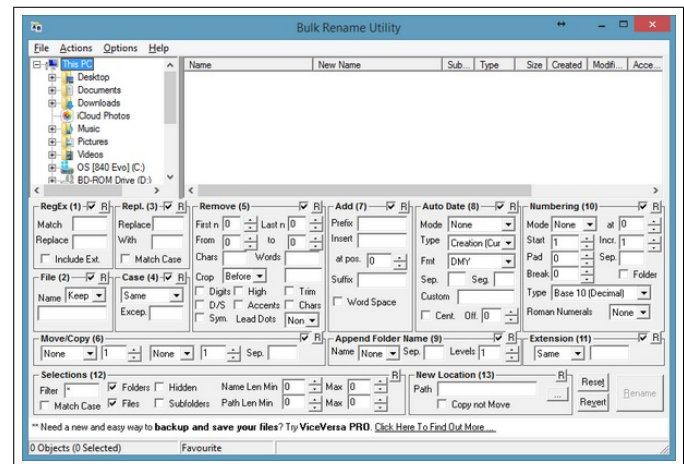 Bulk Rename Utility
File Actions Options Help
This PC
Desktop
Documents
Downloads
iCloud Photos
Music
Pictures
Videos
OS [840 Evo] (C:)
BD-ROM Drive (D:)
Name New Name Sub... Type Size Created Modifi... Acce...
RegEx (1) R
Match
Replace
Include Ext.
Repl. (3) R
Replace
With
Match Case
Remove (5) R
First n 0 Last n 0
From 0 to 0
Chars Words
Crop Before
Digits High Trim
D/S Accents Chars
Sym. Lead Dots Non
Add (7) R
Prefix
Insert
at pos. 0
Suffix
Word Space
Auto Date (8) R
Mode None
Type Creation (Cur
Fmt DMY
Sep. Seg.
Custom
Cent. Off. 0
Numbering (10) R
Mode None at 0
Start 1 Incr. 1
Pad 0 Sep.
Break 0 Folder
Type Base 10 (Decimal)
Roman Numerals None
File (2) R
Name Keep
Case (4) R
Same
Excep.
Move/Copy (6) R
None 1 None 1 Sep.
Append Folder Name (9) R
Name None Sep. Levels 1
Extension (11) R
Same
Selections (12) R
Filter * Folders Hidden Name Len Min 0 Max 0
Match Case Files Subfolders Path Len Min 0 Max 0
New Location (13) R
Path ...
Copy not Move
Reset
Revert
Rename
** Need a new and easy way to backup and save your files? Try ViceVersa PRO. Click Here To Find Out More ....
0 Objects (0 Selected) Favourite